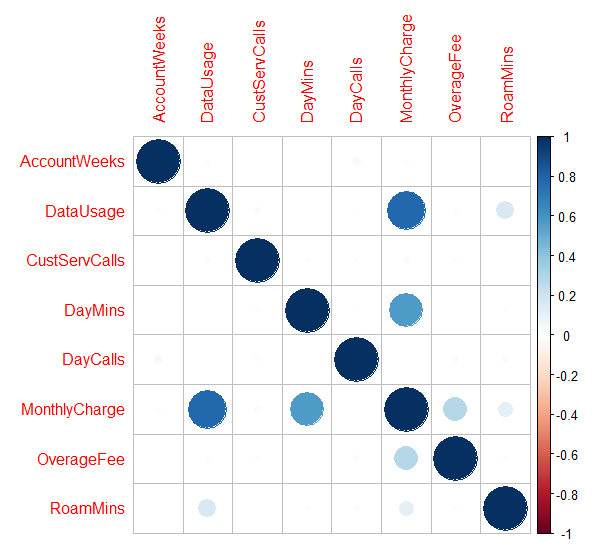 AccountWeeks
DataUsage
CustServCalls
DayMins
DayCalls
MonthlyCharge
OverageFee
RoamMins
AccountWeeks
DataUsage
CustServCalls
DayMins
DayCalls
MonthlyCharge
OverageFee
RoamMins
1
0.8
0.6
0.4
0.2
0
-0.2
-0.4
-0.6
-0.8
-1